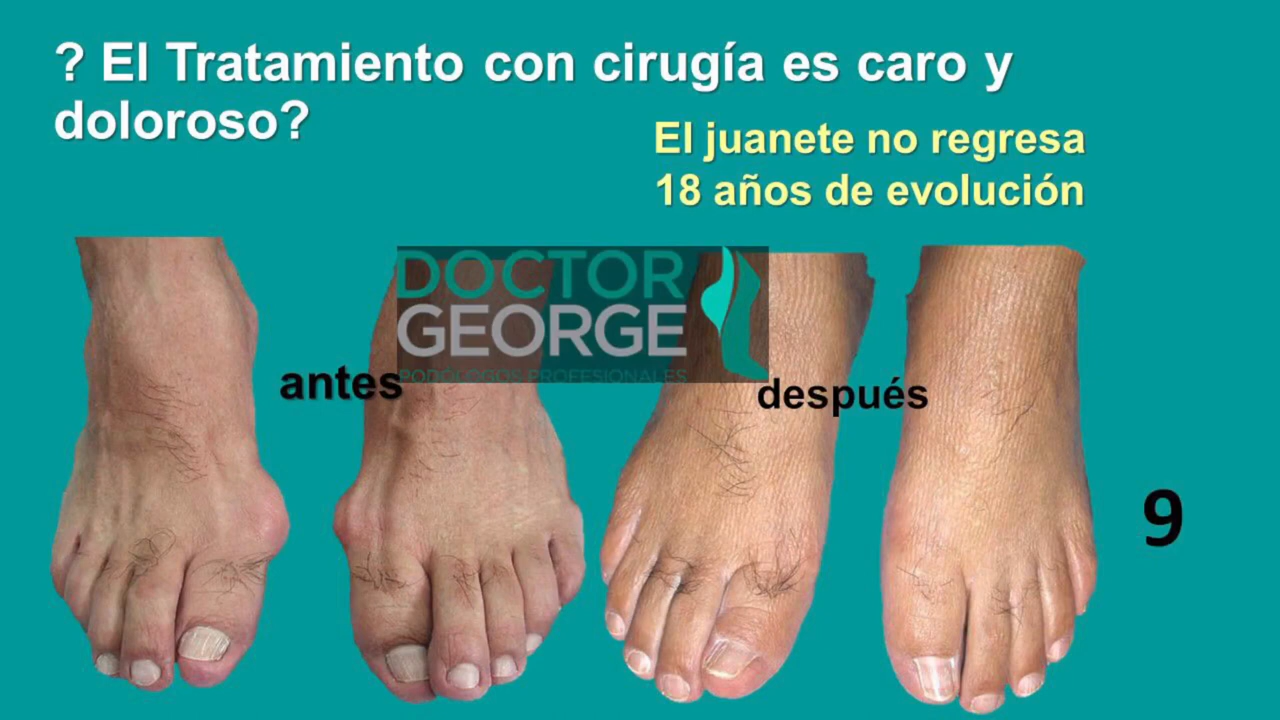 ? El Tratamiento con cirugía es caro y
doloroso?
El juanete no regresa
18 años de evolución
DOCTOR
GEORGE
PODÓLOGOS PROFESIONALES
antes
después
9